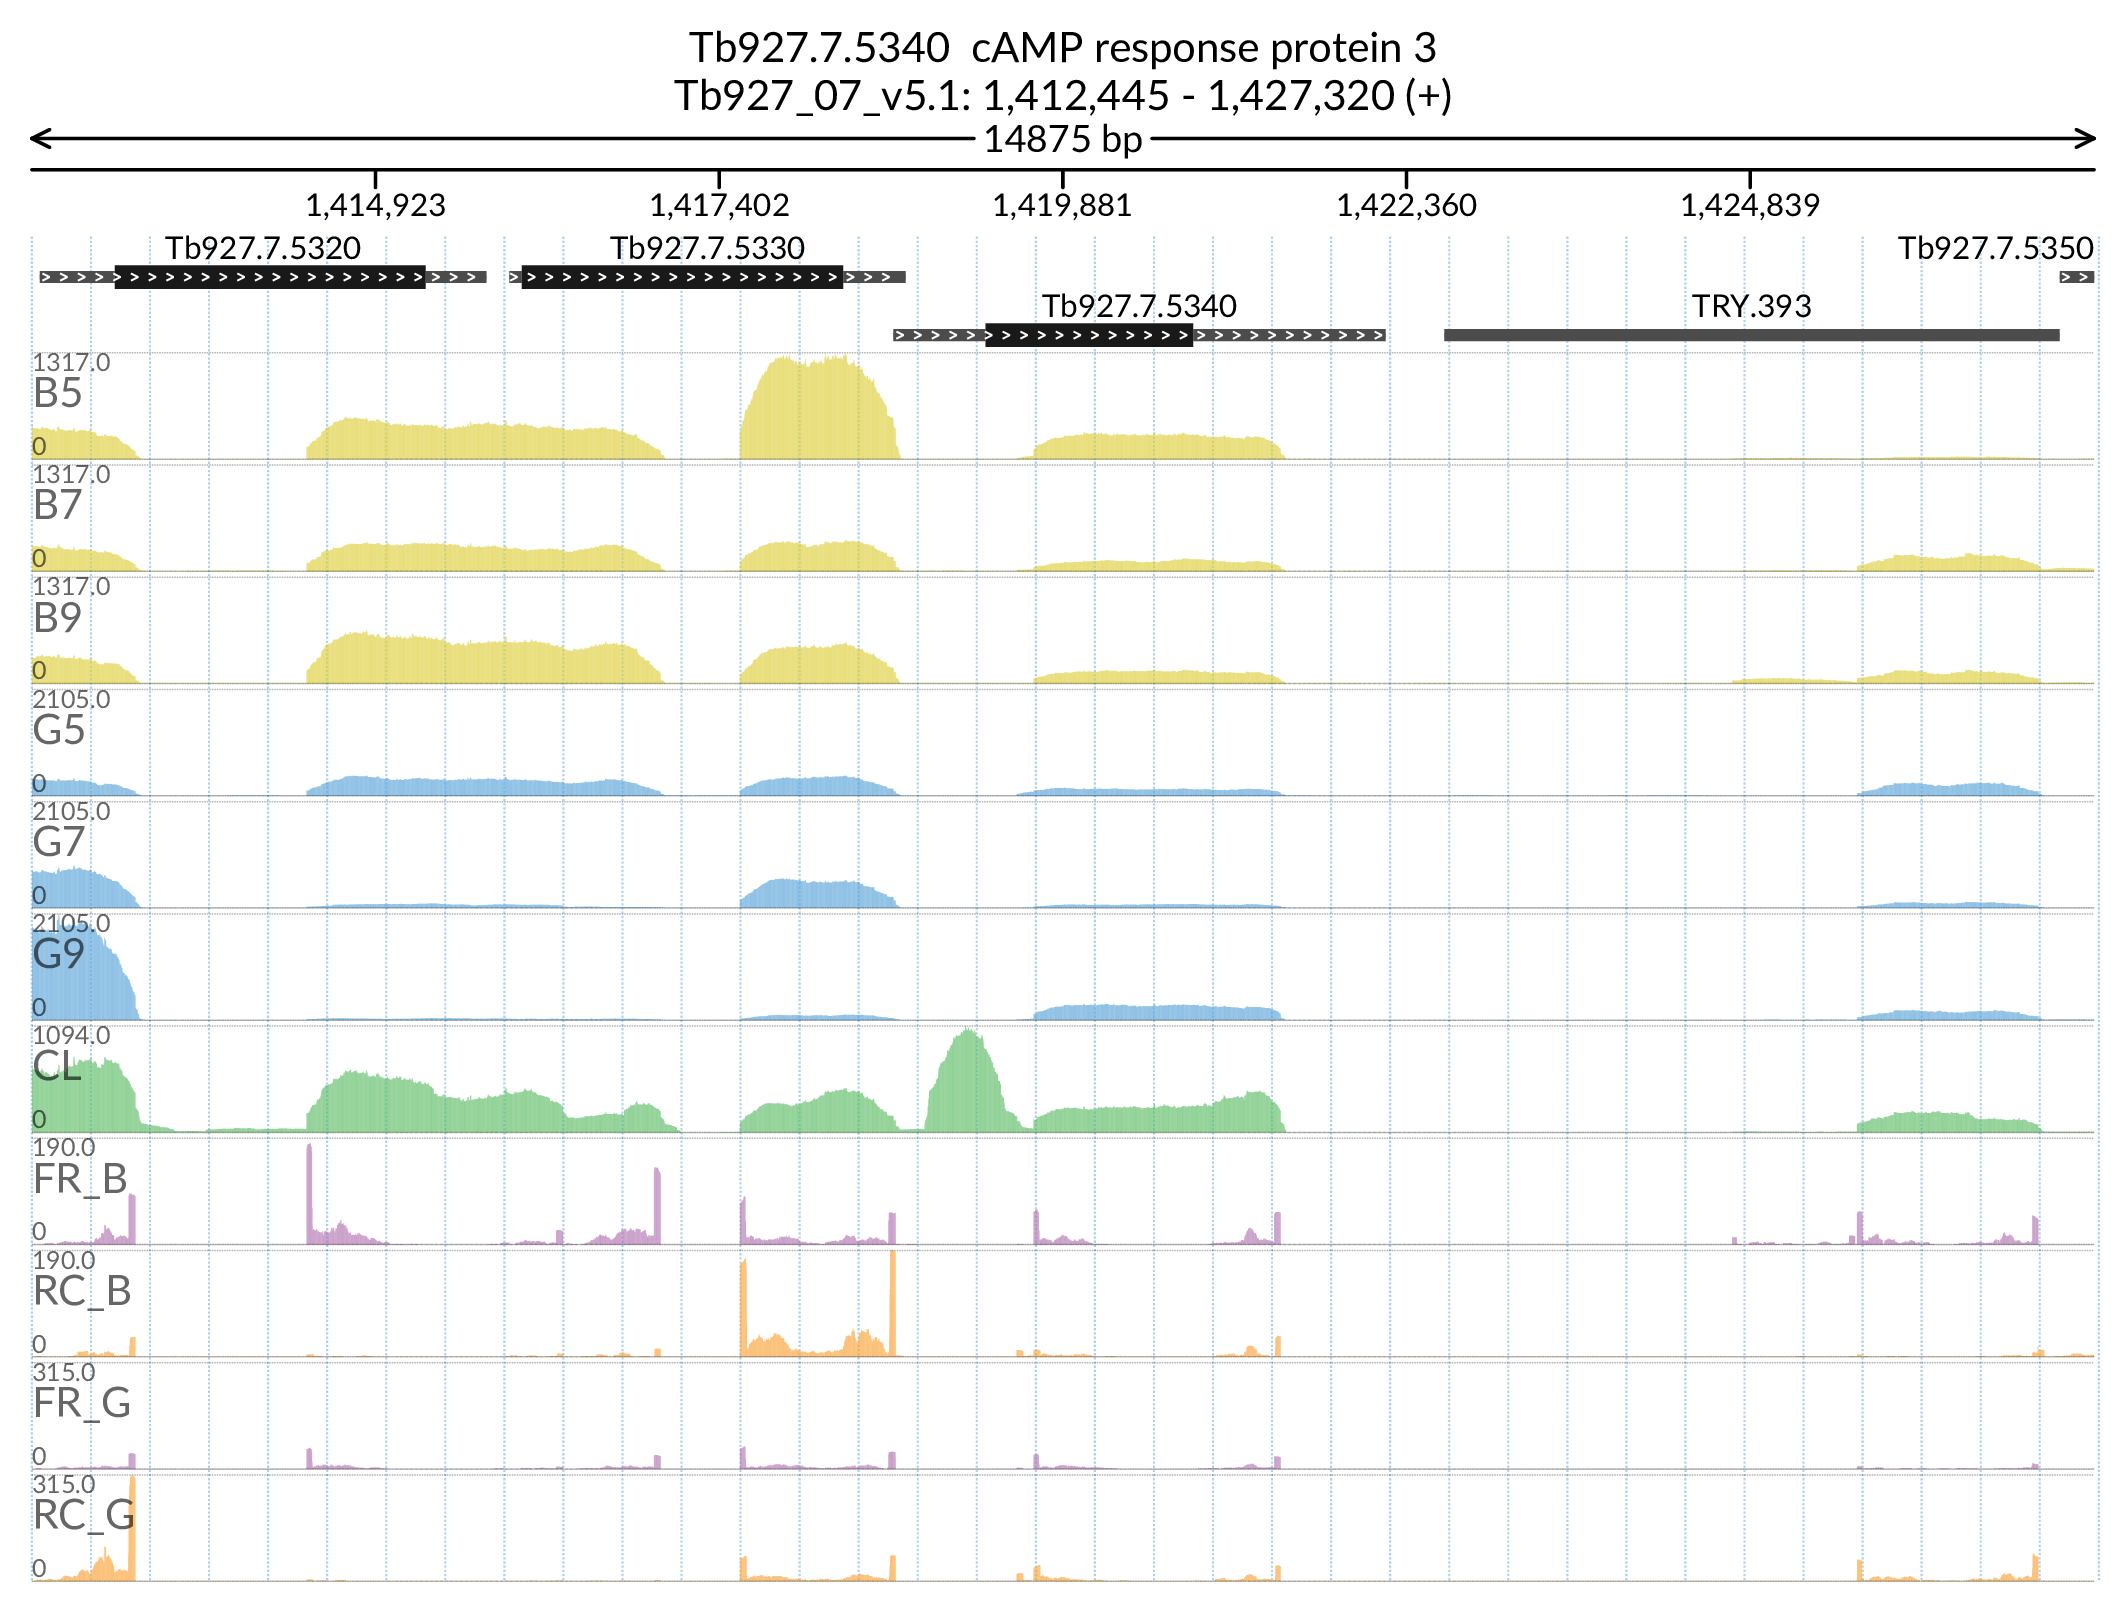 Tb927.7.5340 cAMP response protein 3
Tb927_07_v5.1: 1,412,445 - 1,427,320 (+)
14875 bp
1,414,923 1,417,402 1,419,881 1,422,360 1,424,839
Tb927.7.5320 Tb927.7.5330 Tb927.7.5350
Tb927.7.5340 TRY.393
1317.0
B5
0
1317.0
B7
0
1317.0
B9
0
2105.0
G5
0
2105.0
G7
0
2105.0
G9
0
1094.0
CL
0
190.0
FR_B
0
190.0
RC_B
0
315.0
FR_G
0
315.0
RC_G
0